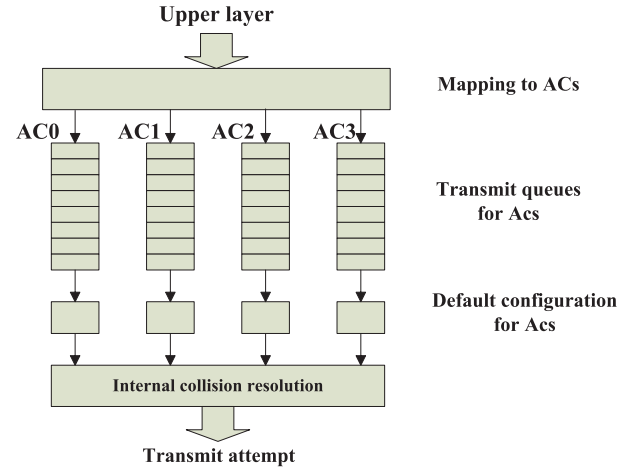 Upper layer
Mapping to ACs
AC0 AC1 AC2 AC3
Transmit queues
for Acs
Default configuration
for Acs
Internal collision resolution
Transmit attempt